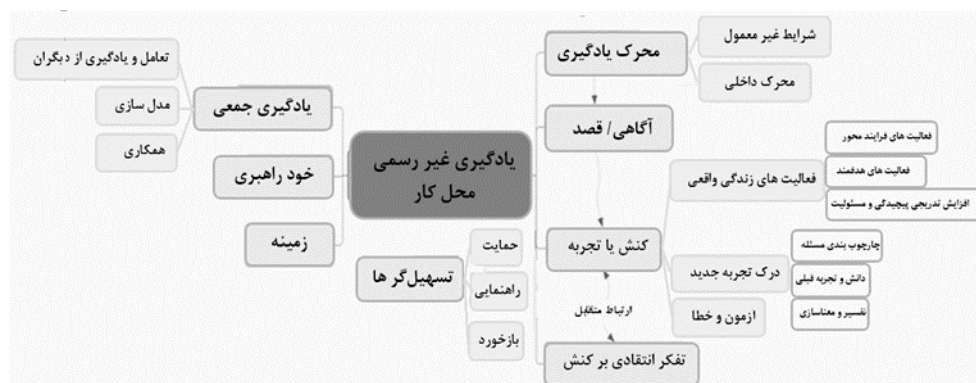 یادگیری غیر رسمی
محل کار
محرک یادگیری
شرایط غیر معمول
محرک داخلی
آگاهی/ قصد
کنش یا تجربه
فعالیت های زندگی واقعی
فعالیت های فرایند محور
فعالیت های هدفمند
افزایش تدریجی پیچیدگی و مسئولیت
درک تجربه جدید
چارچوب بندی مسئله
دانش و تجربه قبلی
تفسیر و معناسازی
ازمون و خطا
ارتباط متقابل
تفکر انتقادی بر کنش
یادگیری جمعی
تعامل و یادگیری از دیگران
مدل سازی
همکاری
خود راهبری
زمینه
تسهیل‌گر ها
حمایت
راهنمایی
بازخورد